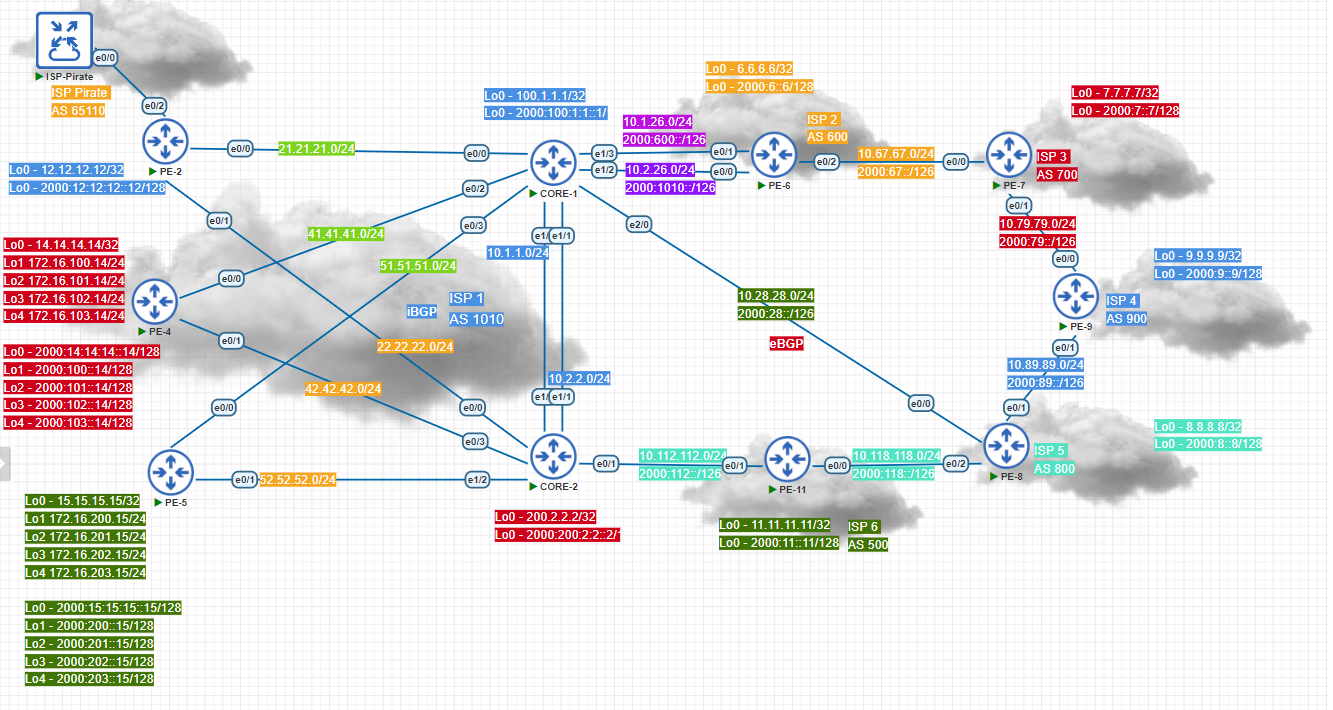 e0/0
ISP-Pirate
ISP Pirate
AS 65110
e0/2
PE-2
Lo0 - 12.12.12.12/32
Lo0 - 2000:12:12:12::12/128
e0/0
21.21.21.0/24
e0/0
e0/1
Lo0 - 100.1.1.1/32
Lo0 - 2000:100:1:1::1/
CORE-1
e0/2
e0/3
e1/3
e1/2
10.1.26.0/24
2000:600::/126
10.2.26.0/24
2000:1010::/126
Lo0 - 6.6.6.6/32
Lo0 - 2000:6::6/128
ISP 2
AS 600
e0/1
e0/0
PE-6
e0/2
10.67.67.0/24
2000:67::/126
e0/0
Lo0 - 7.7.7.7/32
Lo0 - 2000:7::7/128
ISP 3
AS 700
PE-7
e0/1
10.79.79.0/24
2000:79::/126
e0/0
Lo0 - 9.9.9.9/32
Lo0 - 2000:9::9/128
ISP 4
AS 900
PE-9
e0/1
10.89.89.0/24
2000:89::/126
e0/1
Lo0 - 14.14.14.14/32
Lo1 172.16.100.14/24
Lo2 172.16.101.14/24
Lo3 172.16.102.14/24
Lo4 172.16.103.14/24
PE-4
e0/0
41.41.41.0/24
51.51.51.0/24
e0/1
Lo0 - 2000:14:14:14::14/128
Lo1 - 2000:100::14/128
Lo2 - 2000:101::14/128
Lo3 - 2000:102::14/128
Lo4 - 2000:103::14/128
iBGP
ISP 1
AS 1010
22.22.22.0/24
42.42.42.0/24
e1/
e1/1
10.1.1.0/24
10.2.2.0/24
e1/
e1/1
e2/0
10.28.28.0/24
2000:28::/126
eBGP
e0/0
e0/0
e0/0
e0/3
PE-5
e0/1
52.52.52.0/24
e1/2
CORE-2
e0/1
10.112.112.0/24
2000:112::/126
e0/1
PE-11
e0/0
10.118.118.0/24
2000:118::/126
e0/2
PE-8
ISP 5
AS 800
Lo0 - 8.8.8.8/32
Lo0 - 2000:8::8/128
Lo0 - 200.2.2.2/32
Lo0 - 2000:200:2:2::2/
Lo0 - 11.11.11.11/32
Lo0 - 2000:11::11/128
ISP 6
AS 500
Lo0 - 15.15.15.15/32
Lo1 172.16.200.15/24
Lo2 172.16.201.15/24
Lo3 172.16.202.15/24
Lo4 172.16.203.15/24
Lo0 - 2000:15:15:15::15/128
Lo1 - 2000:200::15/128
Lo2 - 2000:201::15/128
Lo3 - 2000:202::15/128
Lo4 - 2000:203::15/128